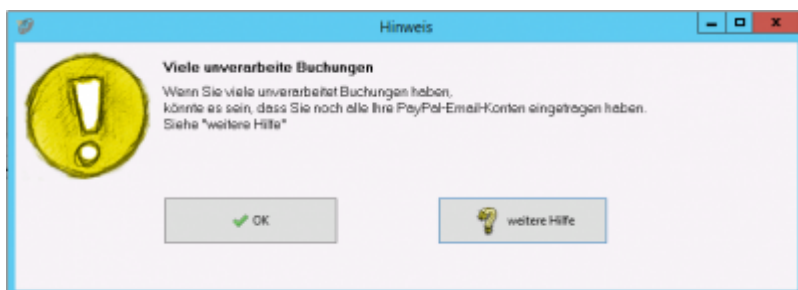 Hinweis
Viele unverarbeite Buchungen
Wenn Sie viele unverarbeitet Buchungen haben,
könnte es sein, dass Sie noch alle Ihre PayPal-Email-Konten eingetragen haben.
Siehe "weitere Hilfe"
OK
weitere Hilfe